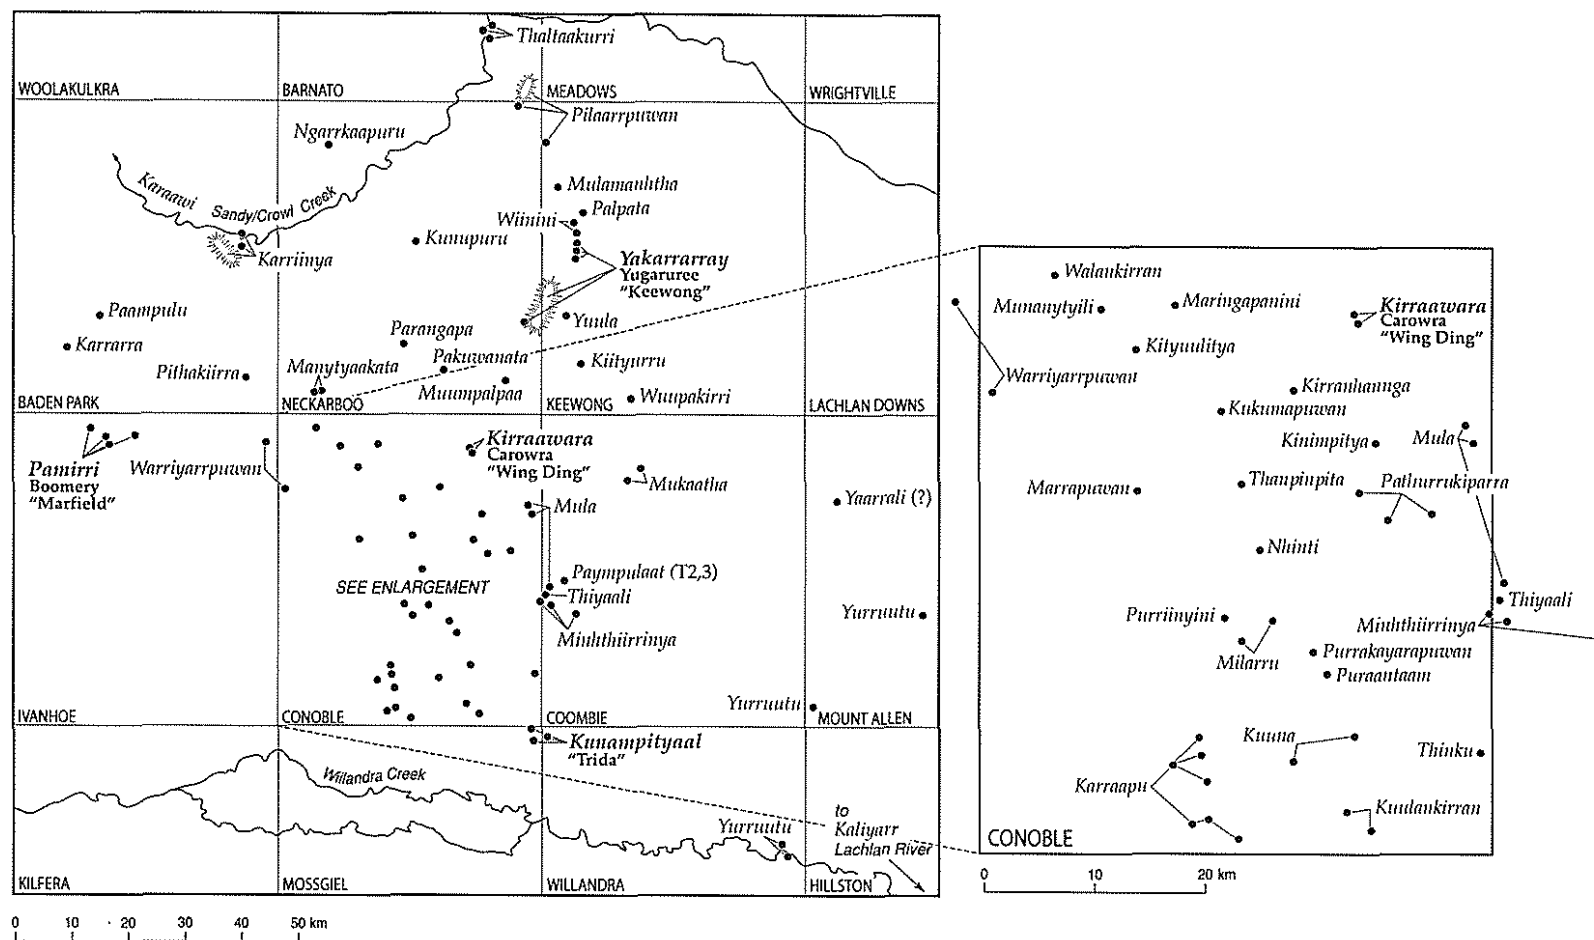 Thaltaakurri
WOOLAKULKRA
BARNATO
MEADOWS
WRIGHTVILLE
Pilaarrpuwan
Ngarrkaapuru
Karaawi
Sandy/Crowl Creek
Mulamanhtha
Palpata
Wiinini
Kunupuru
Karriinya
Yakarrarray
Yugaruree
"Keewong"
Paampulu
Karrarra
Parangapa
Yuula
Pakuwanata
Kiityurru
Pithakiirra
Manytyaakata
Muumpalpaa
Wuupakirri
BADEN PARK
NECKARBOO
KEEWONG
LACHLAN DOWNS
Pamirri
Boomery
"Marfield"
Warriyarrpuwan
Kirraawara
Carowra
"Wing Ding"
Mukaatha
Mula
Yaarrali (?)
SEE ENLARGEMENT
Paympulaat (T2,3)
Thiyaali
Minhthiirrinya
Yurruutu
Yurruutu
IVANHOE
CONOBLE
COOMBIE
MOUNT ALLEN
Kunampityaal
"Trida"
Willandra Creek
Yurruutu
to
Kaliyarr
Lachlan River
KILFERA
MOSSGIEL
WILLANDRA
HILLSTON
0 10 20 30 40 50 km
Walankirran
Munanytyili
Maringapanini
Kirraawara
Carowra
"Wing Ding"
Kityuulitya
Warriyarrpuwan
Kirranhannga
Kukumapuwan
Kinimpitya
Mula
Marrapuwan
Thanpinpita
Pathurrukiparra
Nhinti
Thiyaali
Purriinyini
Minhthiirrinya
Milarru
Purrakayarapuwan
Puraantaam
Kuuna
Thinku
Karraapu
Kuulankirran
CONOBLE
0 10 20 km